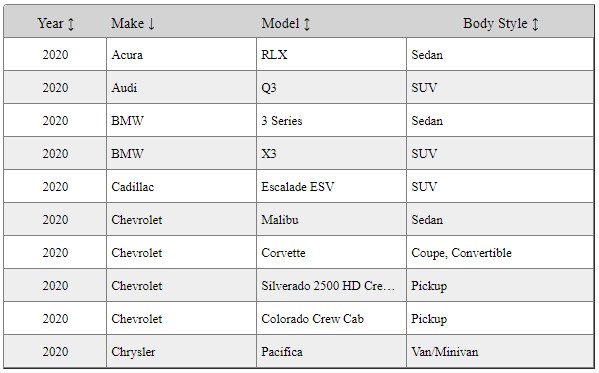 Year ↕ Make ↓ Model ↕ Body Style ↕
2020 Acura RLX Sedan
2020 Audi Q3 SUV
2020 BMW 3 Series Sedan
2020 BMW X3 SUV
2020 Cadillac Escalade ESV SUV
2020 Chevrolet Malibu Sedan
2020 Chevrolet Corvette Coupe, Convertible
2020 Chevrolet Silverado 2500 HD Cre... Pickup
2020 Chevrolet Colorado Crew Cab Pickup
2020 Chrysler Pacifica Van/Minivan